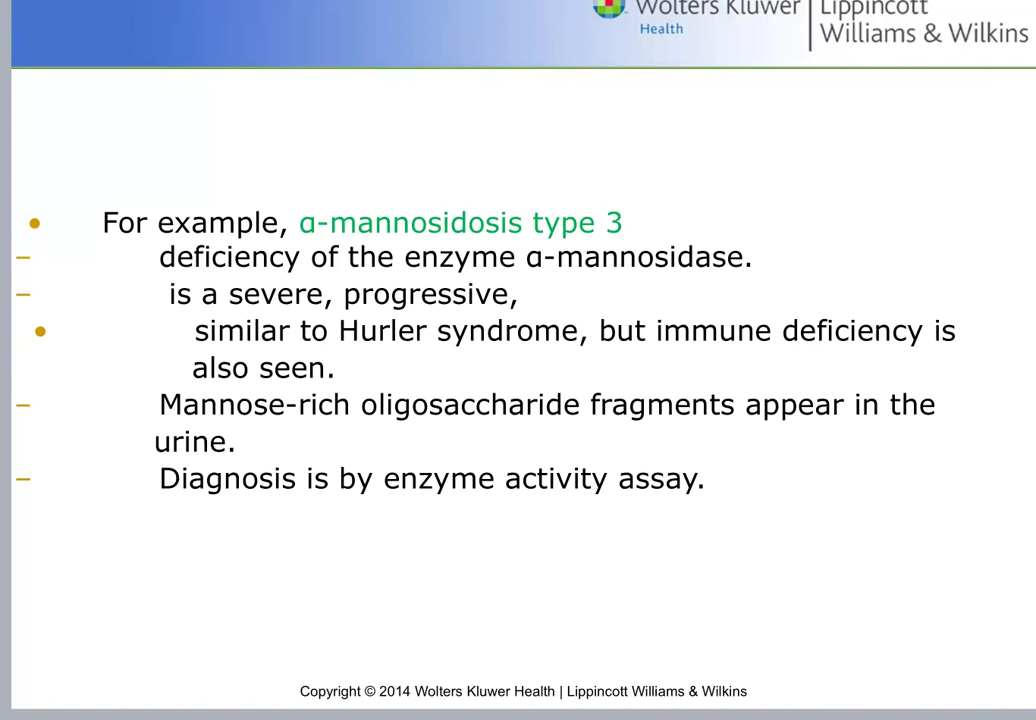 Wolters Kluwer
Health
Lippincott
Williams & Wilkins
• For example, α-mannosidosis type 3
– deficiency of the enzyme α-mannosidase.
– is a severe, progressive,
• similar to Hurler syndrome, but immune deficiency is
also seen.
– Mannose-rich oligosaccharide fragments appear in the
urine.
– Diagnosis is by enzyme activity assay.
Copyright © 2014 Wolters Kluwer Health | Lippincott Williams & Wilkins